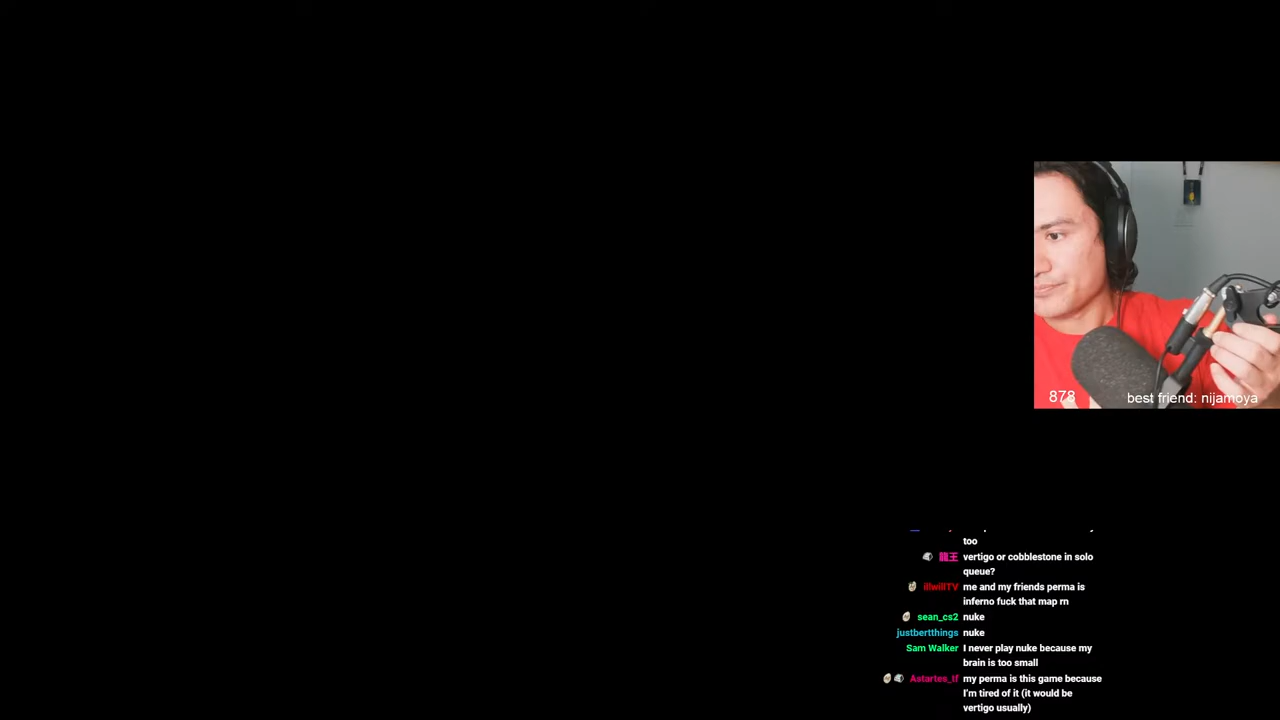 878
best friend: nijamoya
too
龍王 vertigo or cobblestone in solo
queue?
illwillTV me and my friends perma is
inferno fuck that map rn
sean_cs2 nuke
justbertthings nuke
Sam Walker I never play nuke because my
brain is too small
Astartes_tf my perma is this game because
I'm tired of it (it would be
vertigo usually)